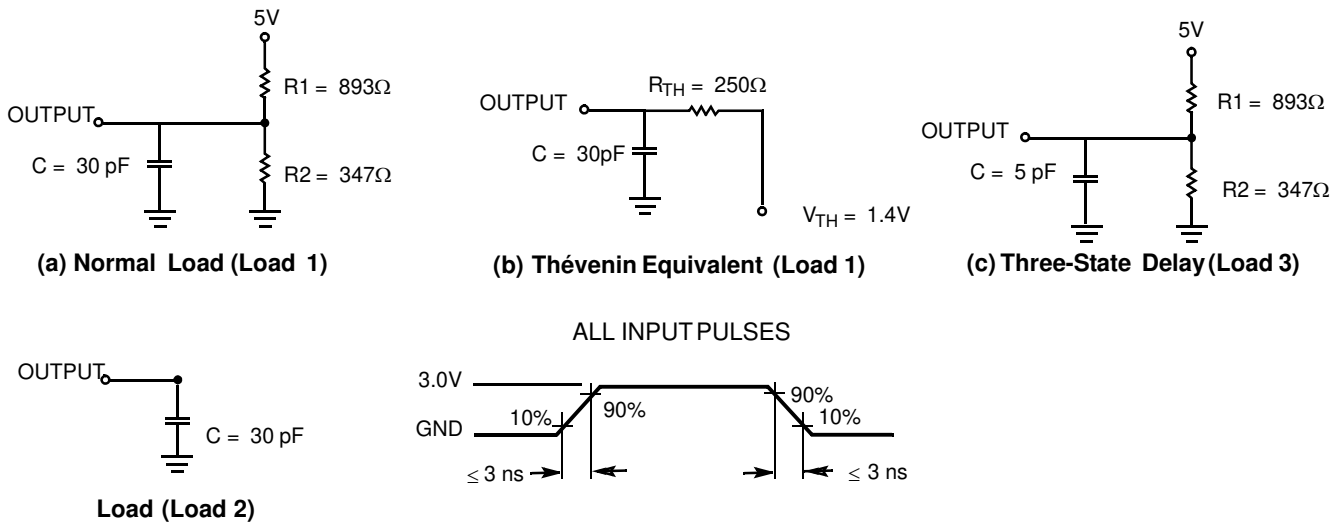 5V
R1 = 893Ω
OUTPUT
C = 30 pF
R2 = 347Ω
(a) Normal Load (Load 1)
RTH = 250Ω
OUTPUT
C = 30pF
VTH = 1.4V
(b) Thévenin Equivalent (Load 1)
5V
R1 = 893Ω
OUTPUT
C = 5 pF
R2 = 347Ω
(c) Three-State Delay (Load 3)
OUTPUT
C = 30 pF
Load (Load 2)
ALL INPUT PULSES
3.0V
GND
10%
90%
90%
10%
≤ 3 ns
≤ 3 ns